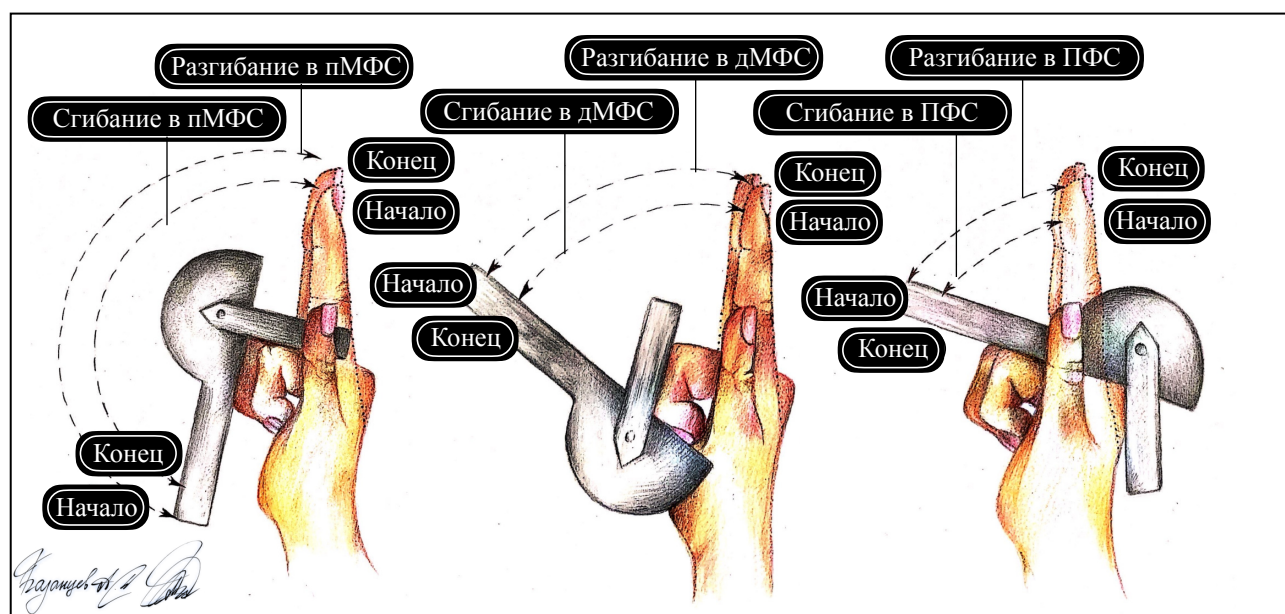 Разгибание в пМФС
Сгибание в пМФС
Конец
Начало
Конец
Начало
Разгибание в дМФС
Сгибание в дМФС
Конец
Начало
Начало
Конец
Разгибание в ПФС
Сгибание в ПФС
Конец
Начало
Начало
Конец